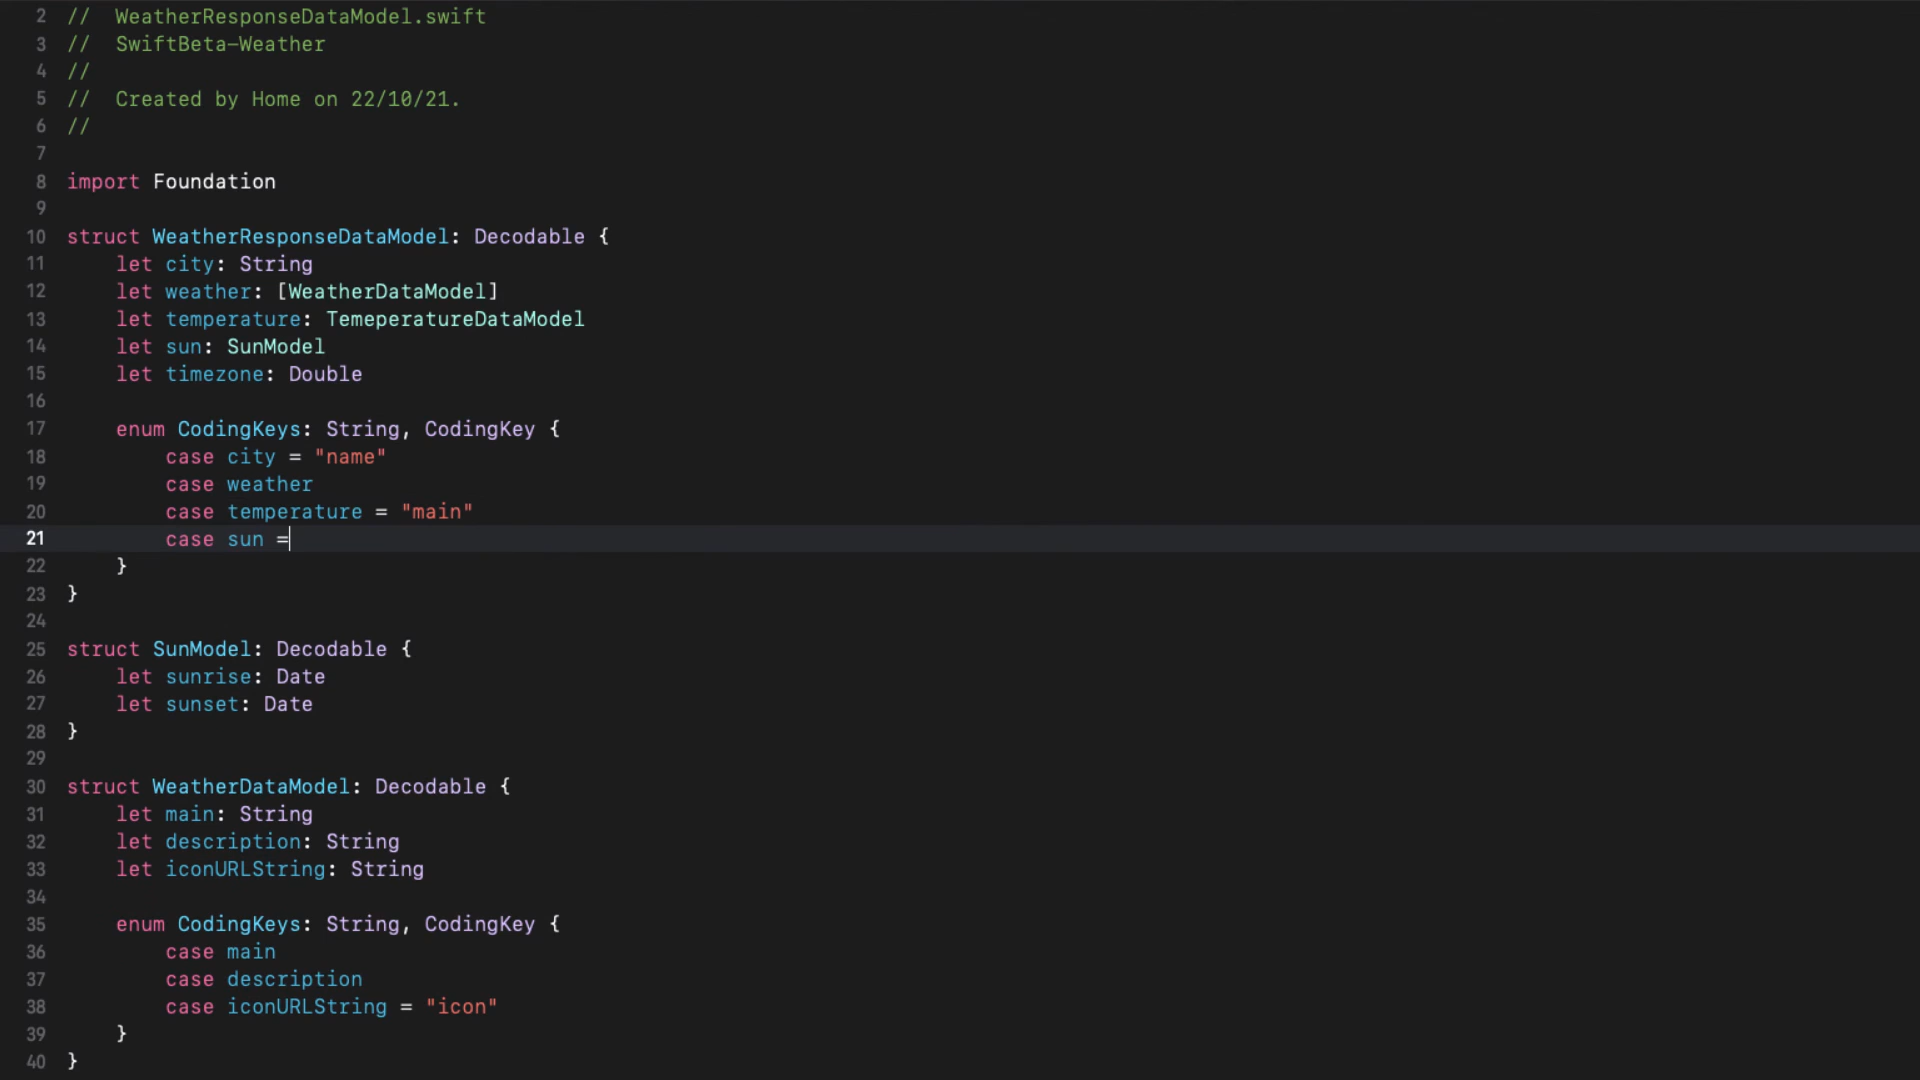 2 // WeatherResponseDataModel.swift
3 // SwiftBeta-Weather
4 //
5 // Created by Home on 22/10/21.
6 //
7
8 import Foundation
9
10 struct WeatherResponseDataModel: Decodable {
11     let city: String
12     let weather: [WeatherDataModel]
13     let temperature: TemeperatureDataModel
14     let sun: SunModel
15     let timezone: Double
16
17     enum CodingKeys: String, CodingKey {
18         case city = "name"
19         case weather
20         case temperature = "main"
21         case sun =
22     }
23 }
24
25 struct SunModel: Decodable {
26     let sunrise: Date
27     let sunset: Date
28 }
29
30 struct WeatherDataModel: Decodable {
31     let main: String
32     let description: String
33     let iconURLString: String
34
35     enum CodingKeys: String, CodingKey {
36         case main
37         case description
38         case iconURLString = "icon"
39     }
40 }